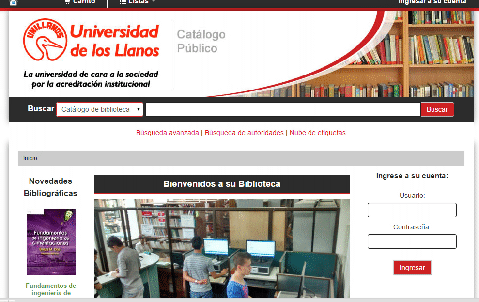 Carrito Listas Ingresar a su cuenta
UNILLANOS
Universidad
de los Llanos
Catálogo
Público
La universidad de cara a la sociedad
por la acreditación institucional
Buscar Catálogo de biblioteca Buscar
Búsqueda avanzada | Búsqueda de autoridades | Nube de etiquetas
Inicio
Novedades
Bibliográficas
Bienvenidos a su Biblioteca
Ingrese a su cuenta:
Usuario:
Contraseña:
Ingresar
Fundamentos
de ingeniería de